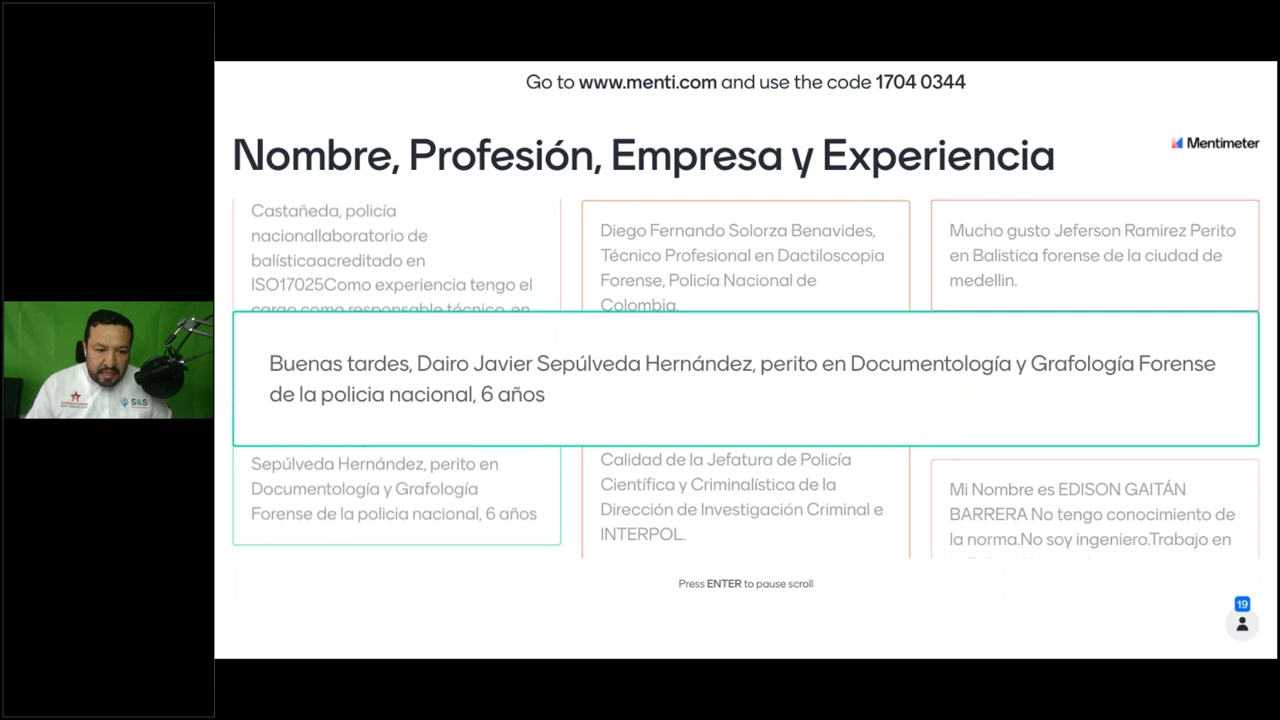 Go to www.menti.com and use the code 1704 0344
Nombre, Profesión, Empresa y Experiencia
Mentimeter
Castañeda, policía
nacionallaboratorio de
balísticaacreditado en
ISO17025Como experiencia tengo el
cargo como responsable técnico, en
Diego Fernando Solorza Benavides,
Técnico Profesional en Dactiloscopia
Forense, Policía Nacional de
Colombia.
Mucho gusto Jeferson Ramirez Perito
en Balistica forense de la ciudad de
medellin.
Buenas tardes, Dairo Javier Sepúlveda Hernández, perito en Documentología y Grafología Forense
de la policia nacional, 6 años
Sepúlveda Hernández, perito en
Documentología y Grafología
Forense de la policia nacional, 6 años
Calidad de la Jefatura de Policía
Científica y Criminalística de la
Dirección de Investigación Criminal e
INTERPOL.
Mi Nombre es EDISON GAITÁN
BARRERA No tengo conocimiento de
la norma.No soy ingeniero.Trabajo en
Press ENTER to pause scroll
19
S&S